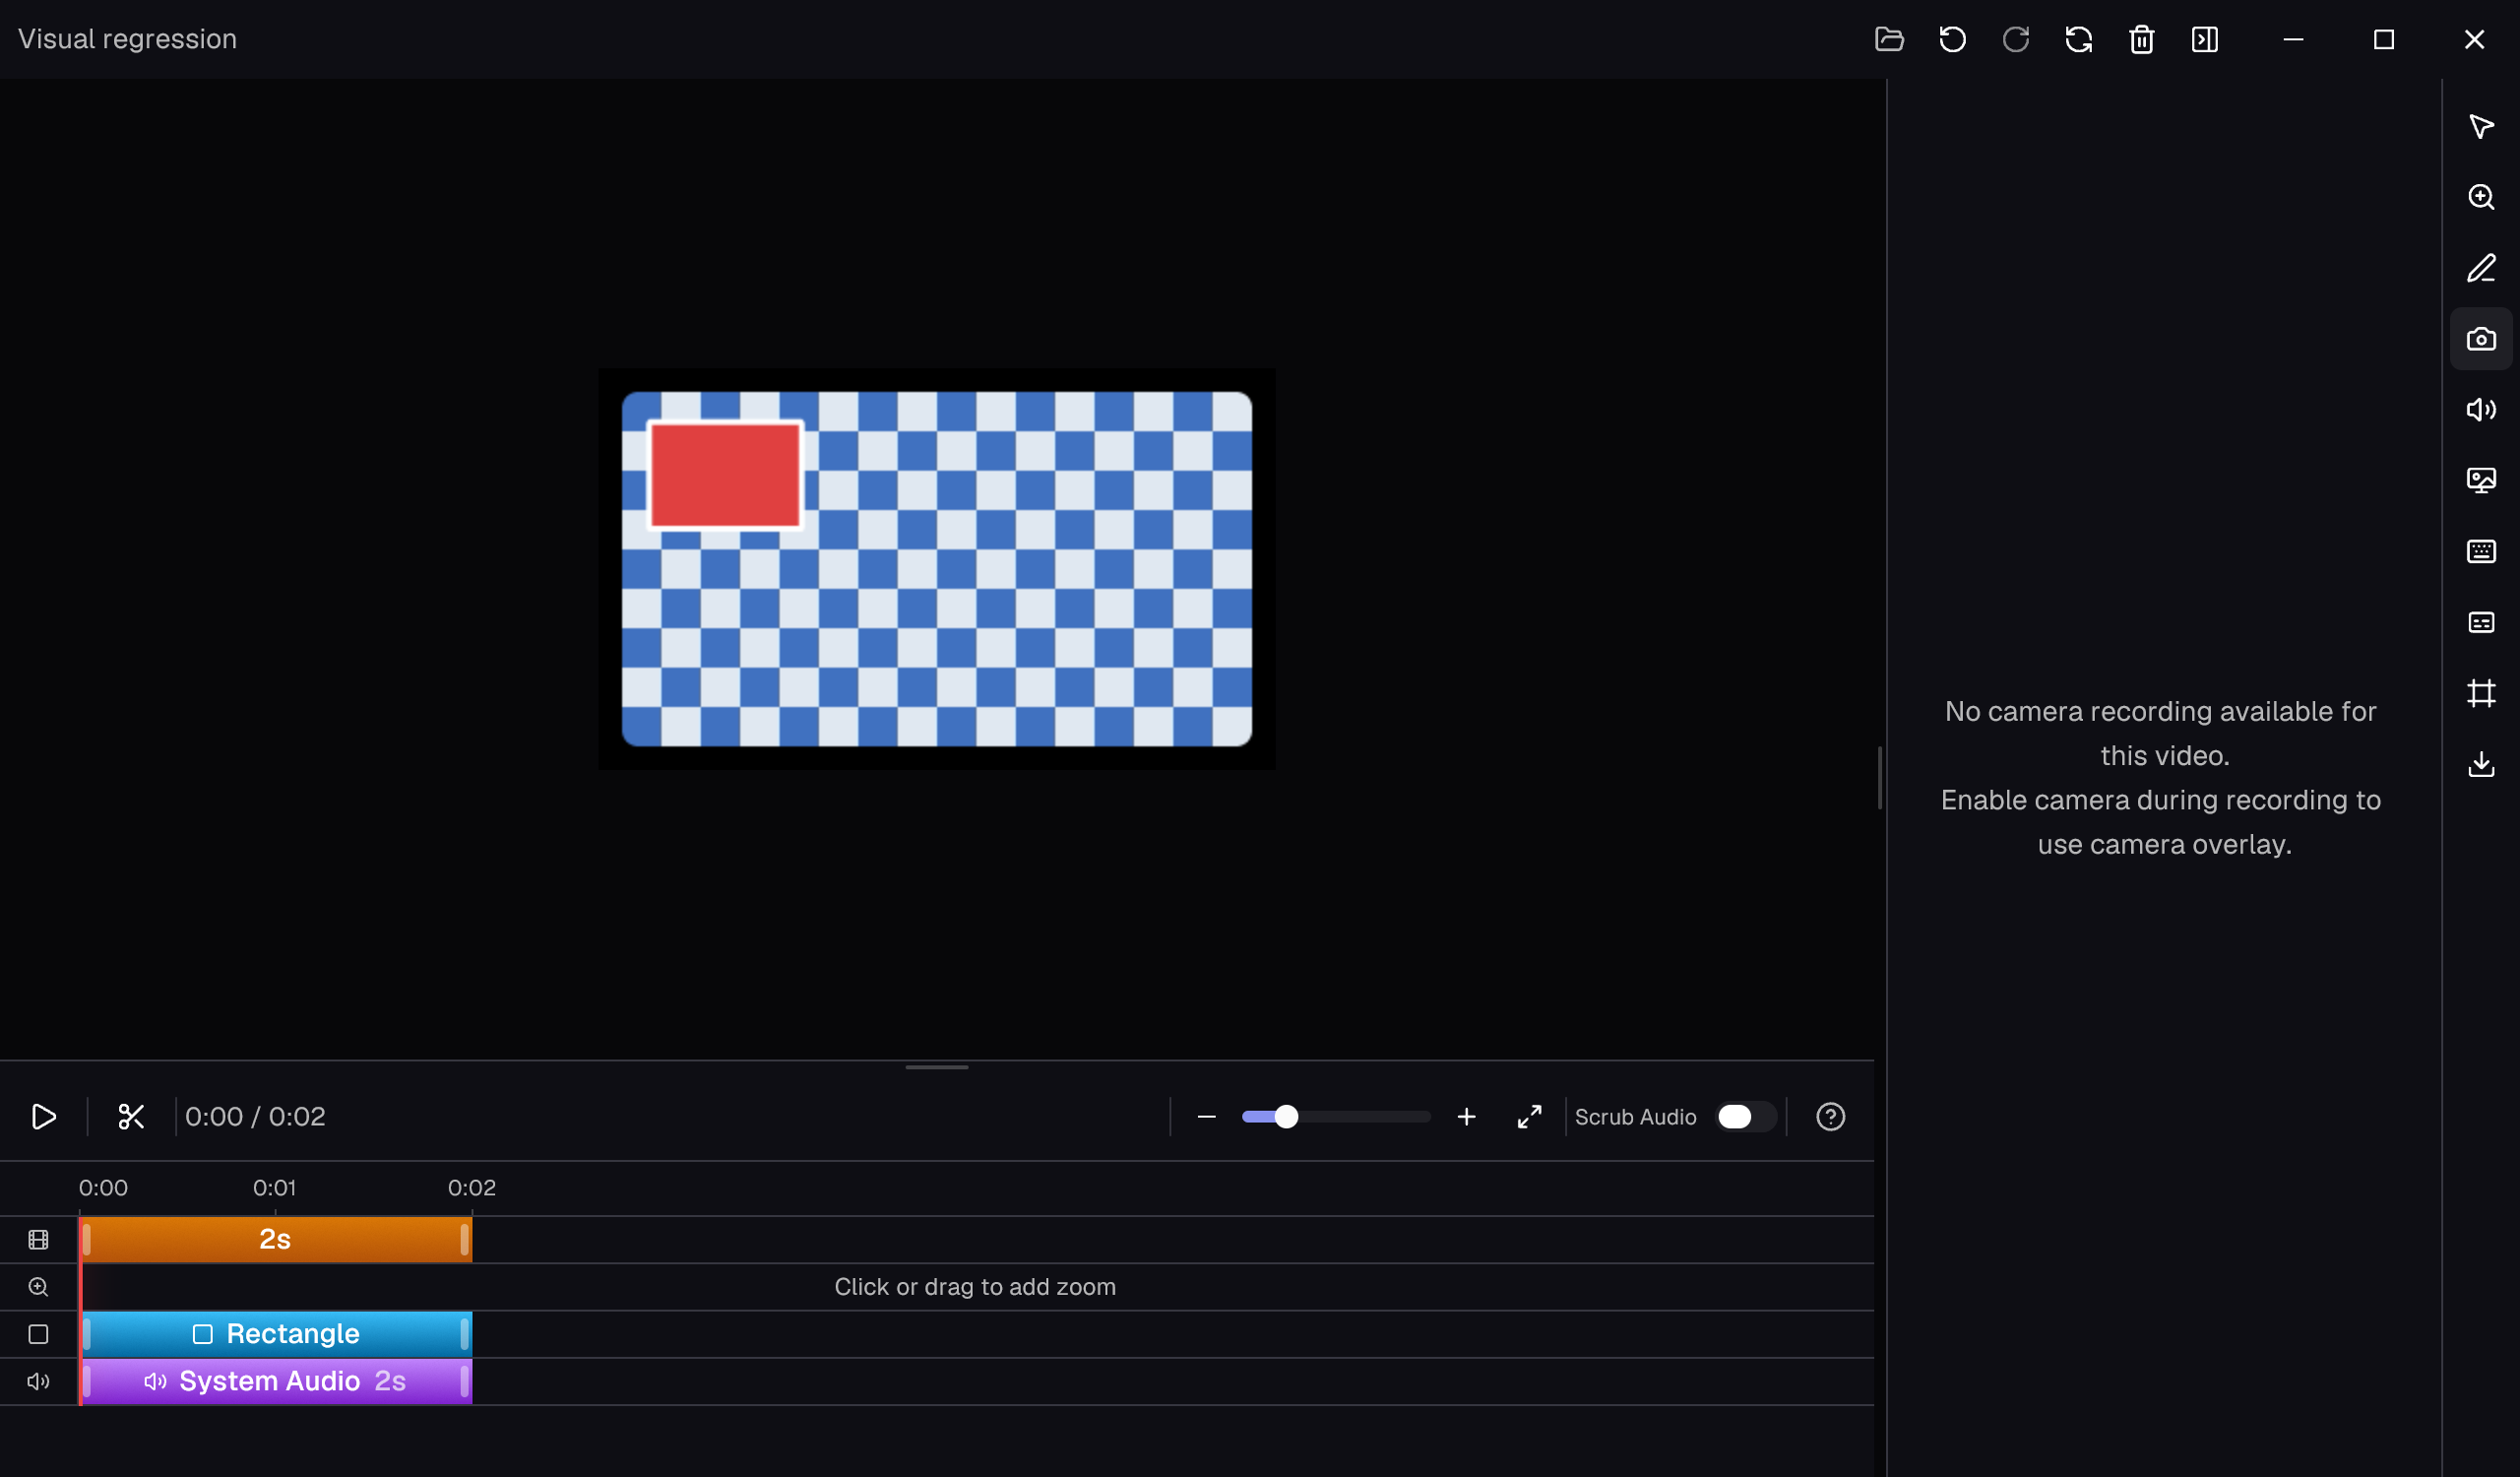 Visual regression
No camera recording available for
this video.
Enable camera during recording to
use camera overlay.
0:00 / 0:02
Scrub Audio
0:00 0:01 0:02
2s
Click or drag to add zoom
Rectangle
System Audio 2s